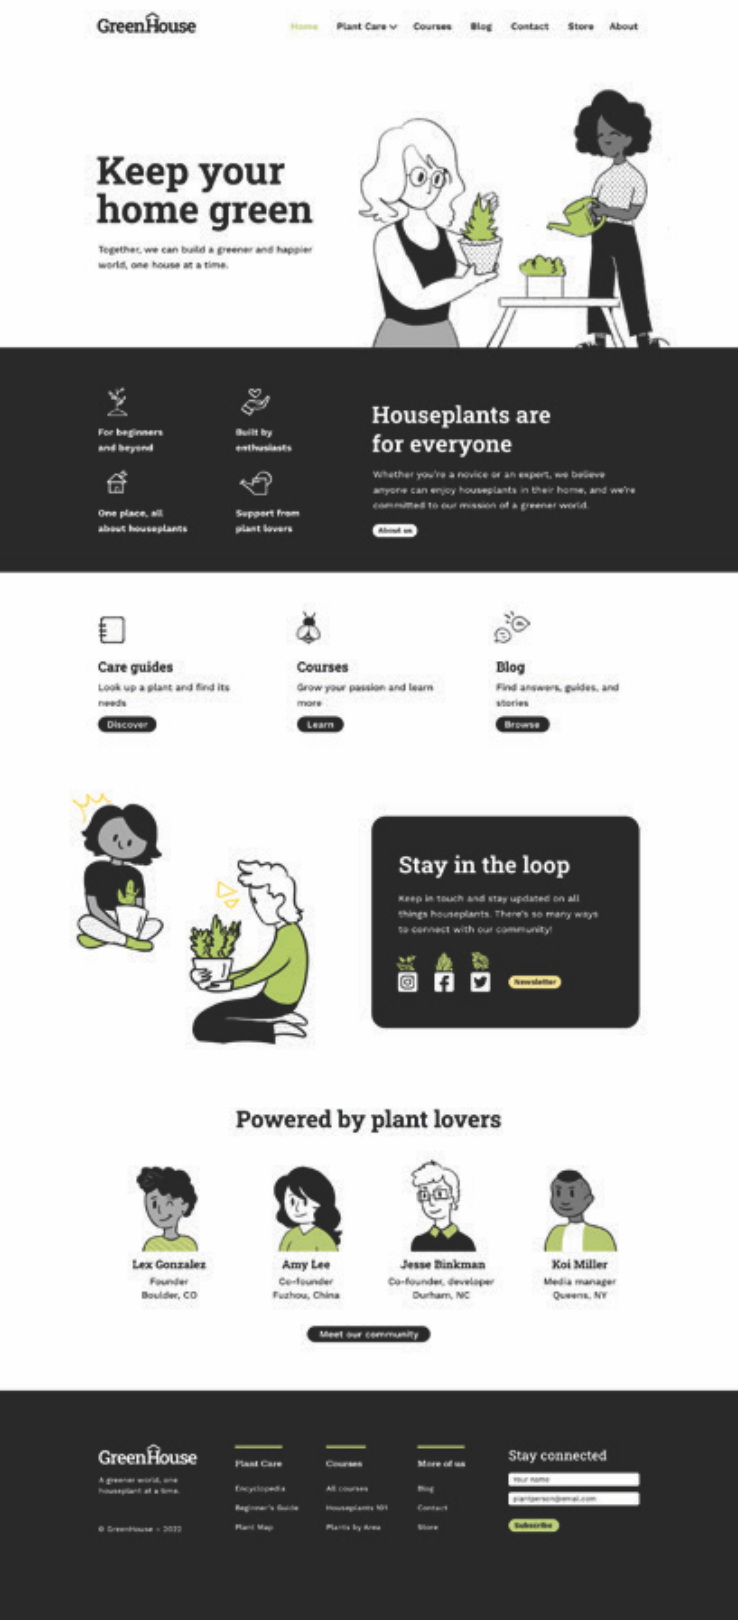 GreenHouse
Home Plant Care Courses Blog Contact Store About
Keep your
home green
Together, we can build a greener and happier
world, one house at a time.
For beginners
and beyond
Built by
enthusiasts
One place, all
about houseplants
Support from
plant lovers
Houseplants are
for everyone
Whether you're a novice or an expert, we believe
anyone can enjoy houseplants in their home, and we're
committed to our mission of a greener world.
About us
Care guides
Look up a plant and find its
needs
Discover
Courses
Grow your passion and learn
more
Learn
Blog
Find answers, guides, and
stories
Browse
Stay in the loop
Keep in touch and stay updated on all
things houseplants. There's so many ways
to connect with our community!
Newsletter
Powered by plant lovers
Lex Gonzalez
Founder
Boulder, CO
Amy Lee
Co-founder
Fuzhou, China
Jesse Binkman
Co-founder, developer
Durham, NC
Koi Miller
Media manager
Queens, NY
Meet our community
GreenHouse
A greener world, one
houseplant at a time.
© GreenHouse - 2022
Plant Care
Encyclopedia
Beginner's Guide
Plant Map
Courses
All courses
Houseplants 101
Plants by Area
More of us
Blog
Contact
Store
Stay connected
Your name
plantperson@email.com
Subscribe